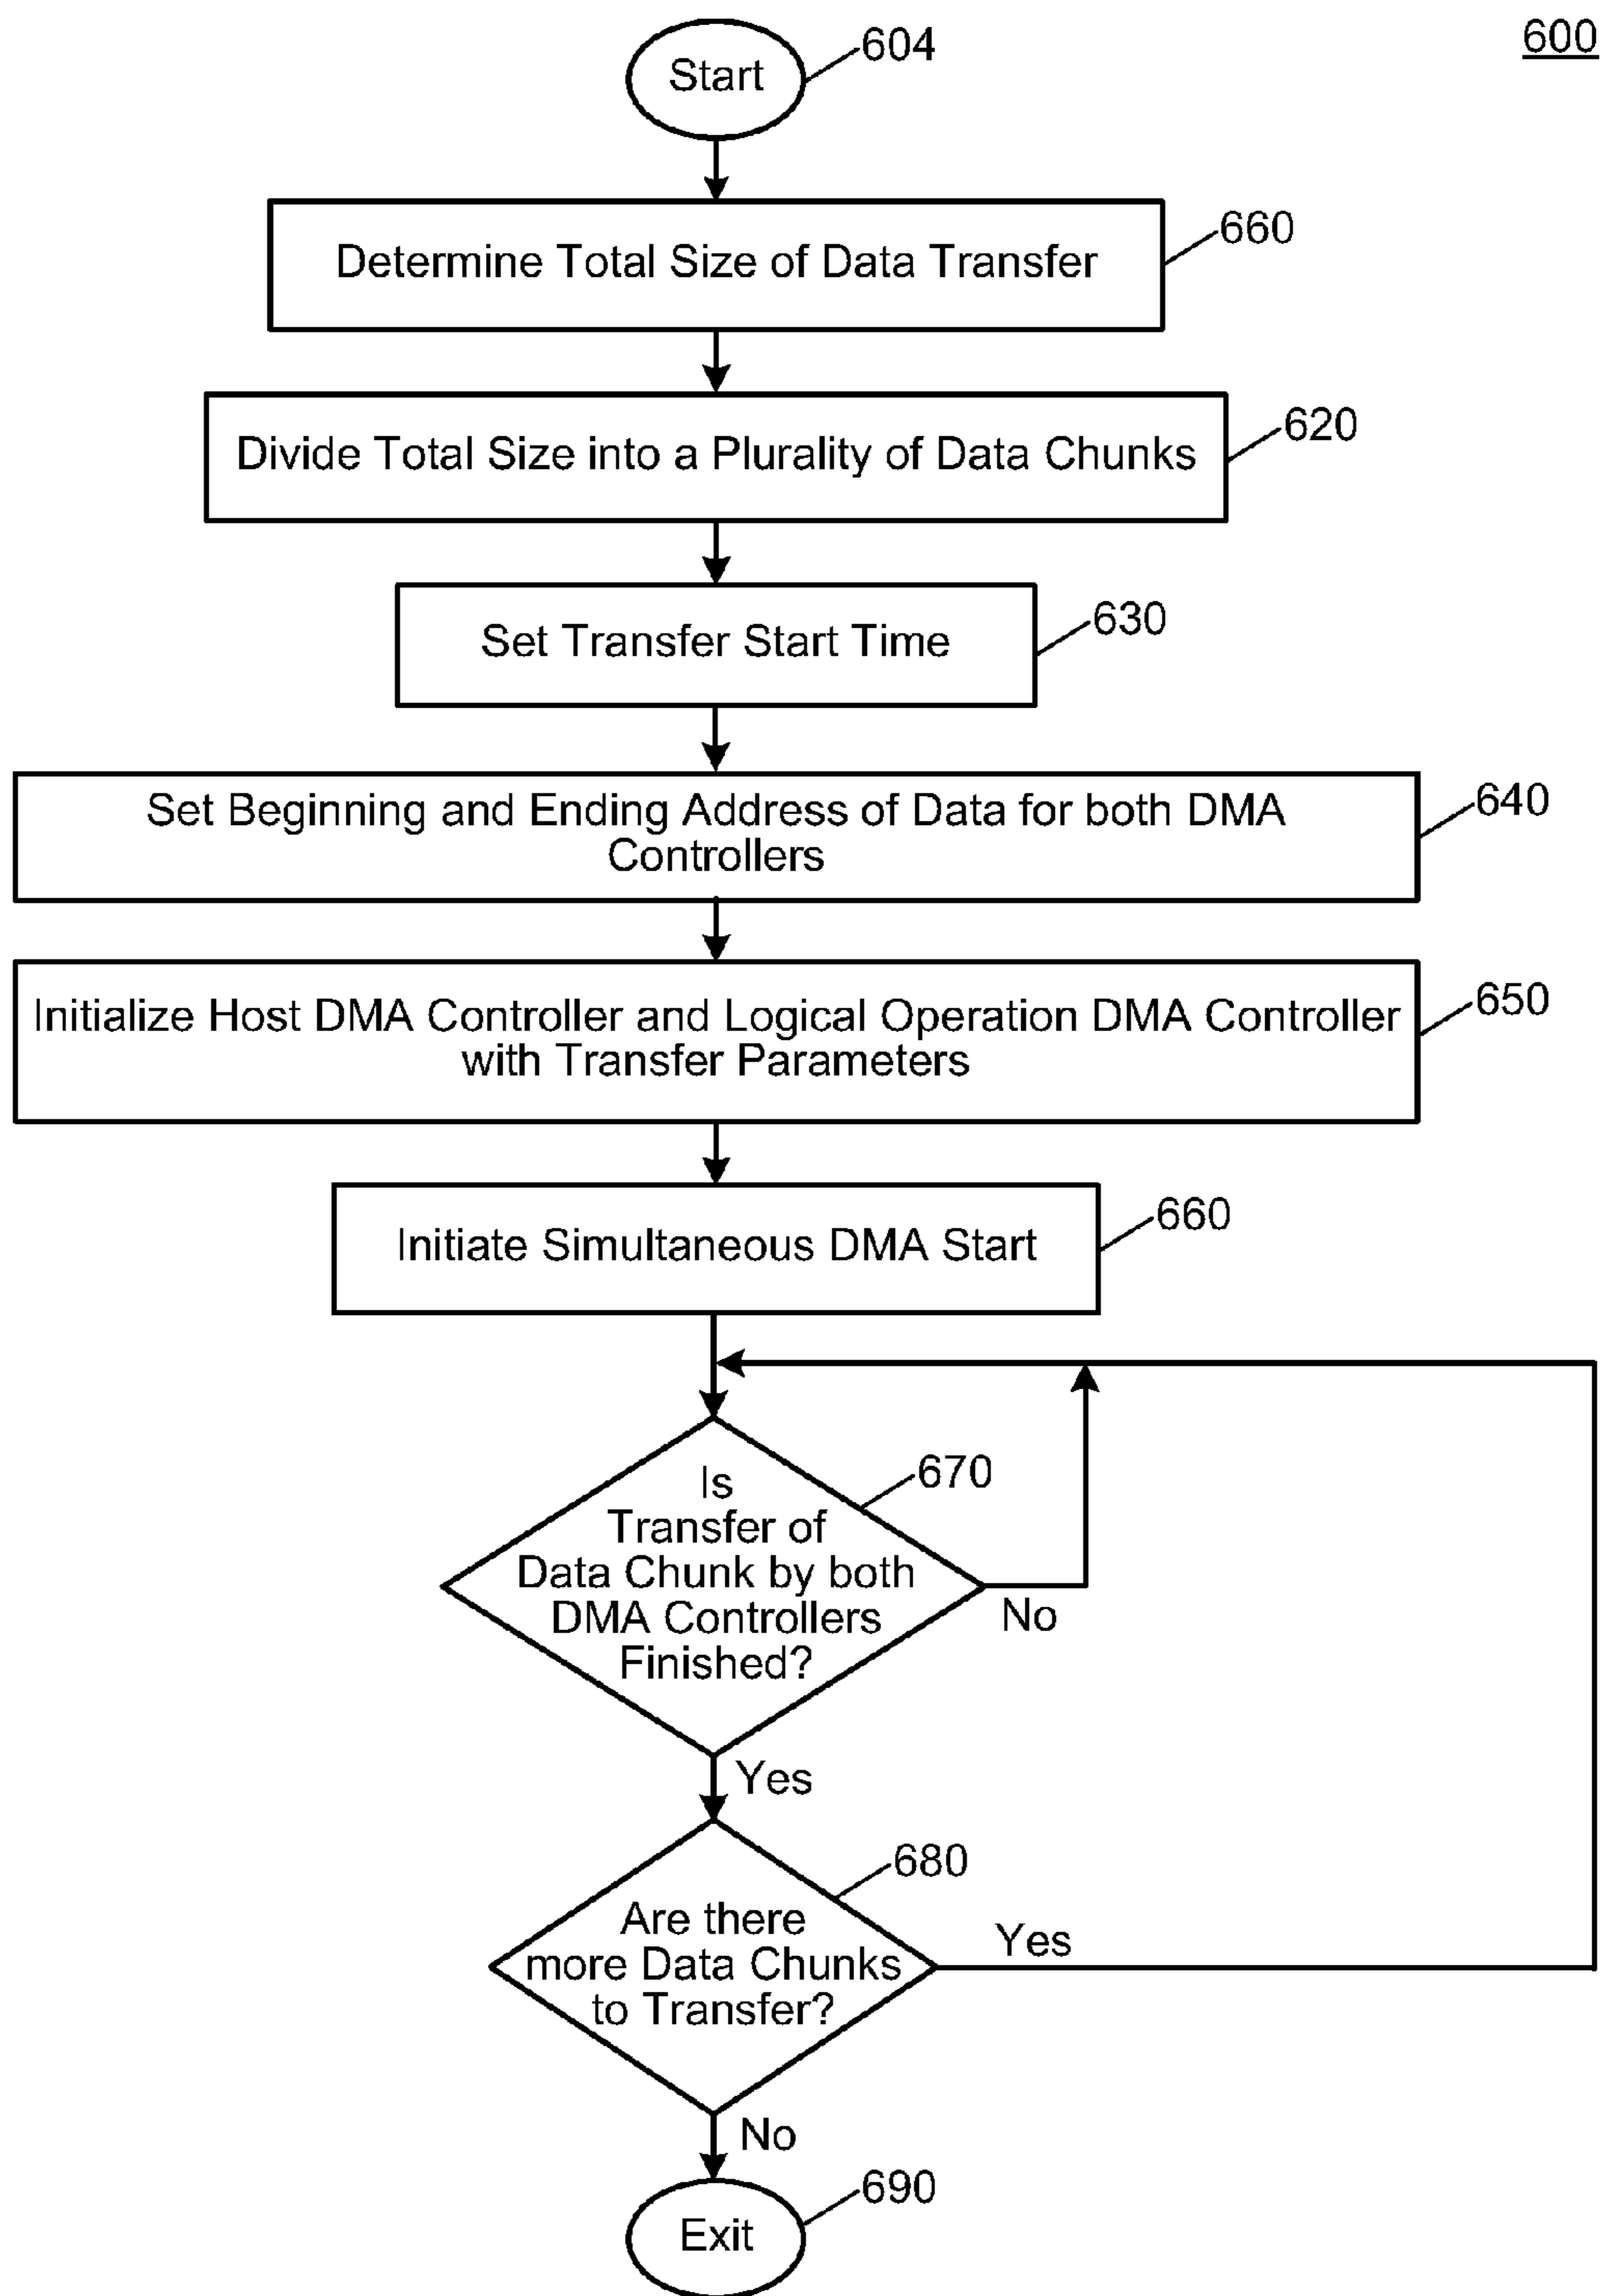 600
604
Start
660
Determine Total Size of Data Transfer
620
Divide Total Size into a Plurality of Data Chunks
630
Set Transfer Start Time
640
Set Beginning and Ending Address of Data for both DMA
Controllers
650
Initialize Host DMA Controller and Logical Operation DMA Controller
with Transfer Parameters
660
Initiate Simultaneous DMA Start
670
Is
Transfer of
Data Chunk by both
DMA Controllers
Finished?
No
Yes
680
Are there
more Data Chunks
to Transfer?
Yes
No
690
Exit